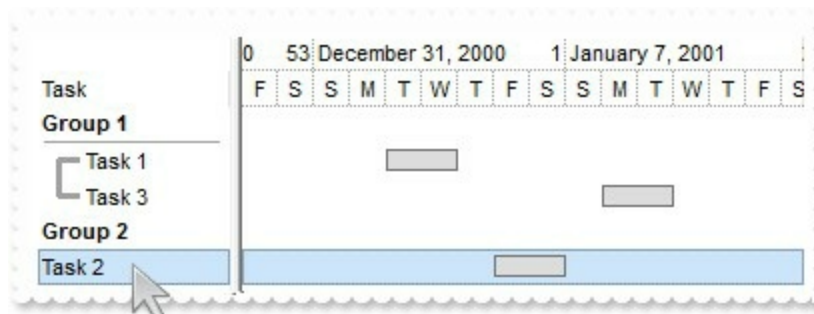 0 53 December 31, 2000 1 January 7, 2001
Task F S S M T W T F S S M T W T F S
Group 1
Task 1
Task 3
Group 2
Task 2